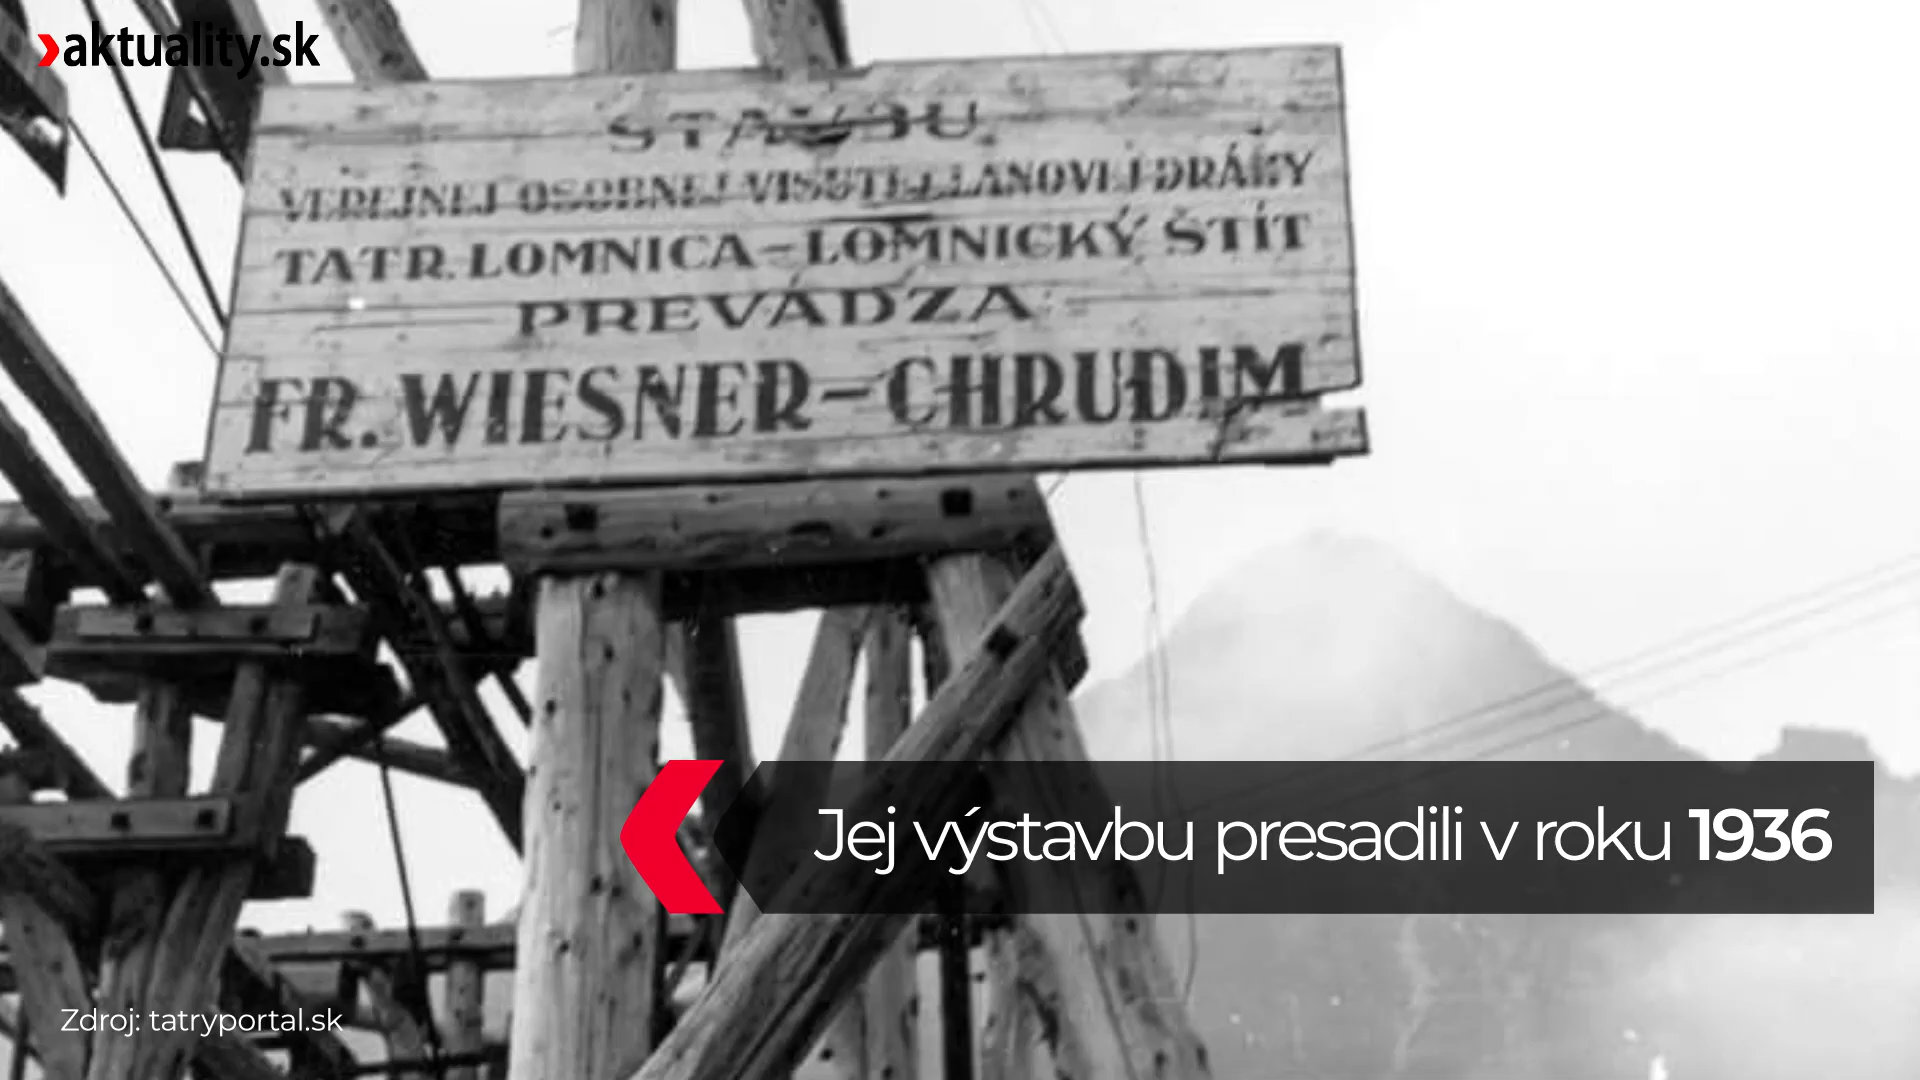 aktuality.sk
STAVBU
VEREJNEJ OSOBNEJ VISUTEJ LANOVEJ DRÁHY
TATR. LOMNICA-LOMNICKÝ ŠTÍT
PREVÁDZA
FR. WIESNER-CHRUDIM
Jej výstavbu presadili v roku 1936
Zdroj: tatryportal.sk